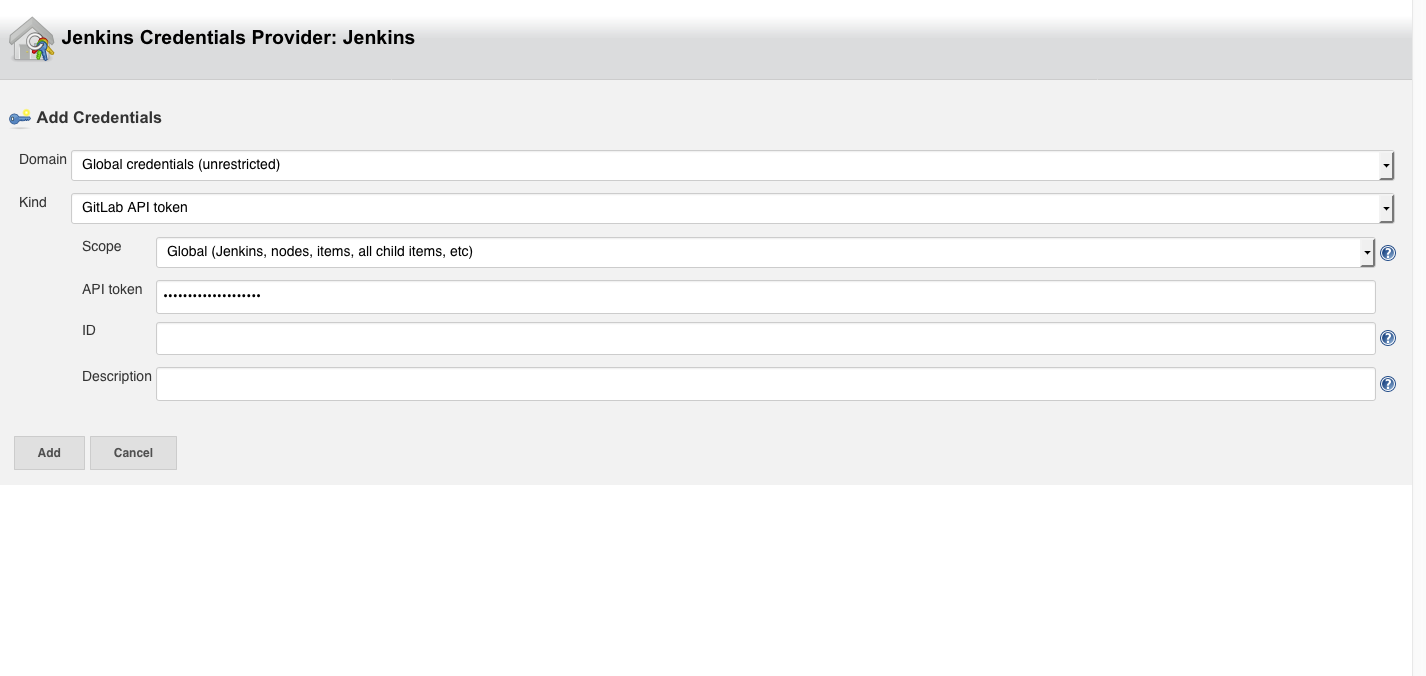 Jenkins Credentials Provider: Jenkins
Add Credentials
Domain Global credentials (unrestricted)
Kind GitLab API token
Scope Global (Jenkins, nodes, items, all child items, etc)
API token ••••••••••••••••••••
ID
Description
Add Cancel